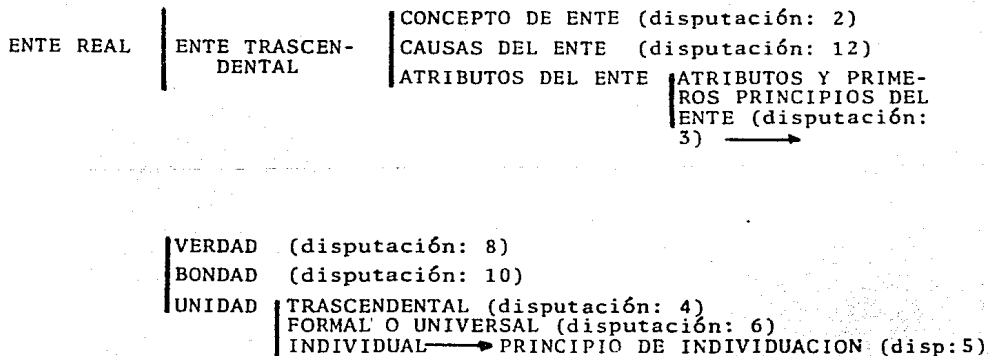 CONCEPTO DE ENTE (disputación: 2)
ENTE REAL ENTE TRASCEN- CAUSAS DEL ENTE (disputación: 12)
DENTAL
ATRIBUTOS DEL ENTE ATRIBUTOS Y PRIME-
ROS PRINCIPIOS DEL
ENTE (disputación:
3)
VERDAD (disputación: 8)
BONDAD (disputación: 10)
UNIDAD TRASCENDENTAL (disputación: 4)
FORMAL O UNIVERSAL (disputación: 6)
INDIVIDUAL PRINCIPIO DE INDIVIDUACION (disp:5)